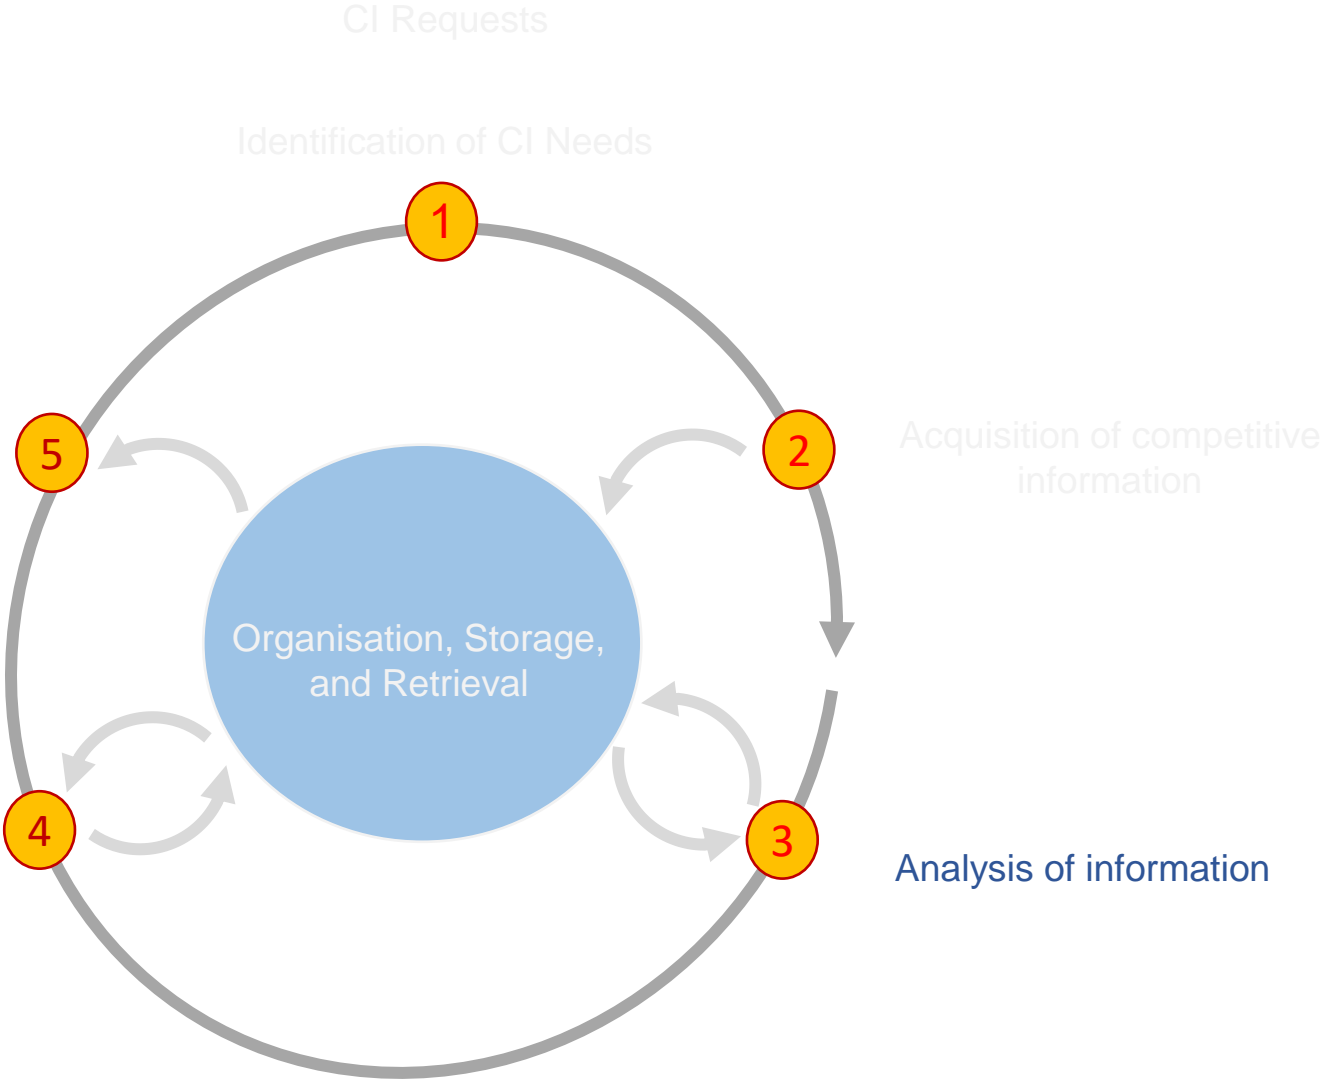 CI Requests
Identification of CI Needs
1
5
2
Acquisition of competitive
information
Organisation, Storage,
and Retrieval
4
3
Analysis of information